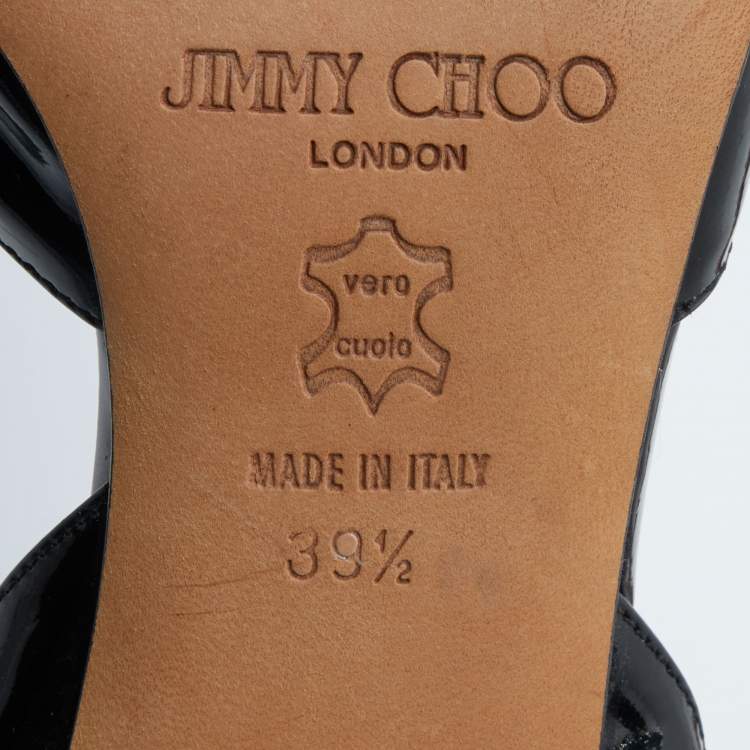 JIMMY CHOO
LONDON
vero
cuoio
MADE IN ITALY
39½